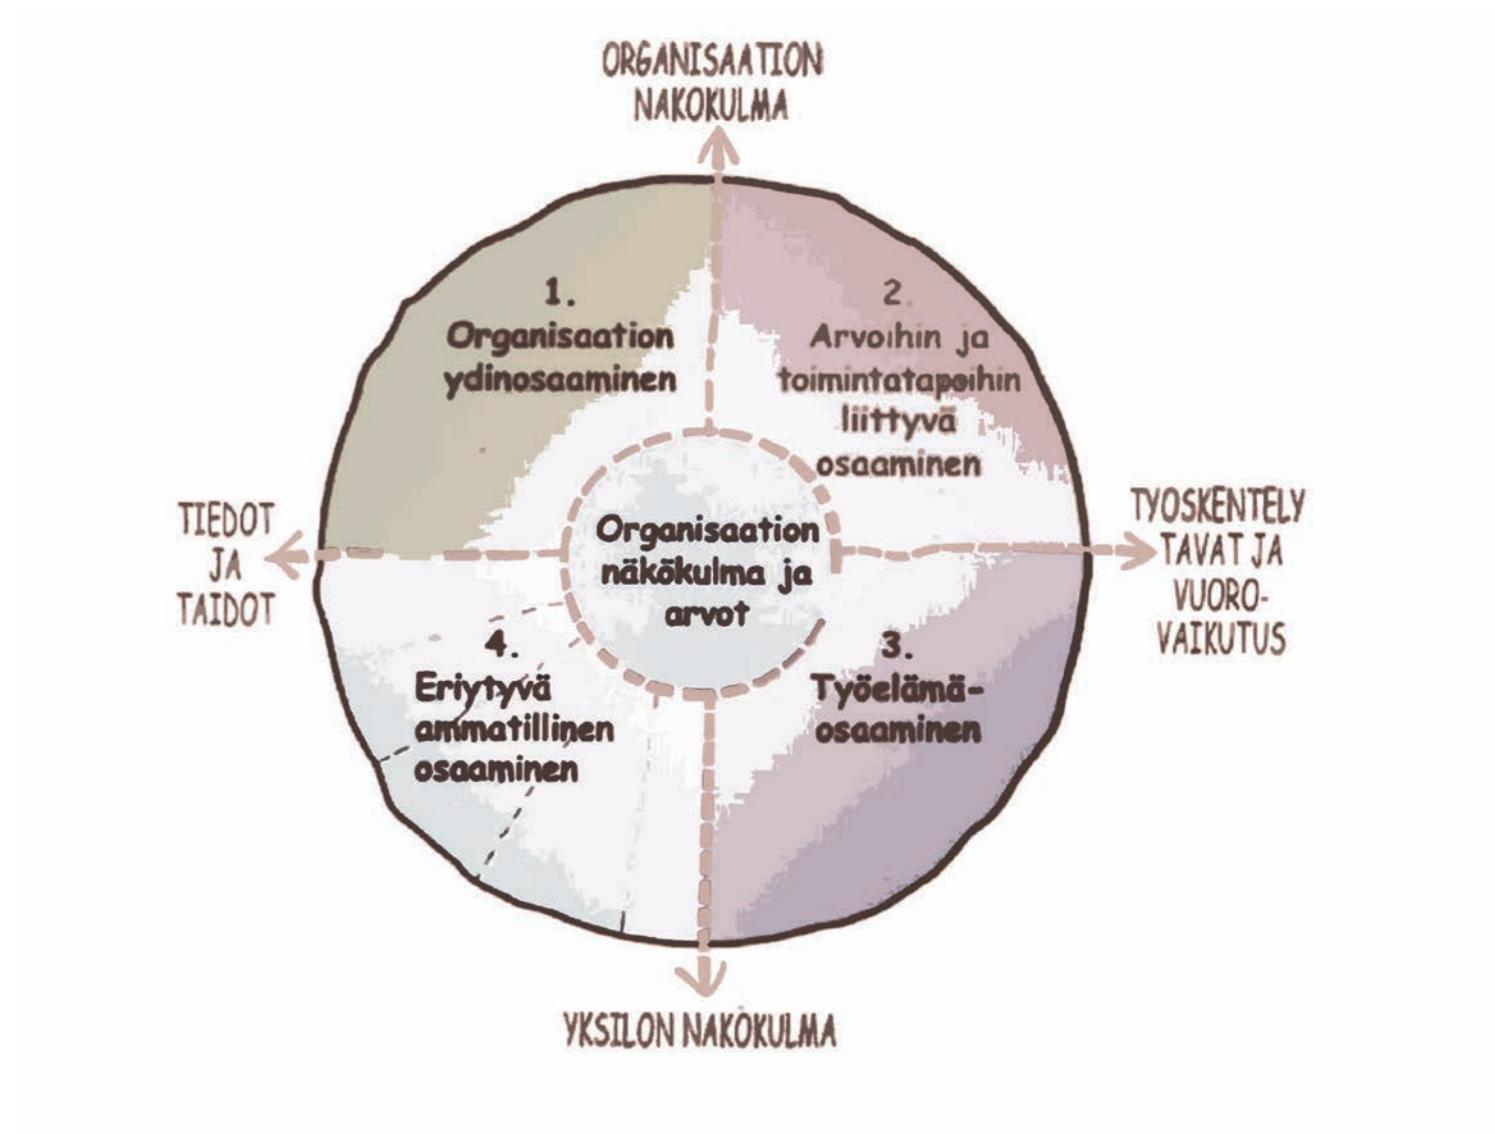 ORGANISAATION
NAKOKULMA
1.
Organisaation
ydinosaaminen
2.
Arvoihin ja
toimintatapoihin
liittyvä
osaaminen
TIEDOT
JA
TAIDOT
Organisaation
näkökulma ja
arvot
TYOSKENTELY
TAVAT JA
VUORO-
VAIKUTUS
4.
Eriytyvä
ammatillinen
osaaminen
3.
Työelämä-
osaaminen
YKSILON NAKÖKULMA